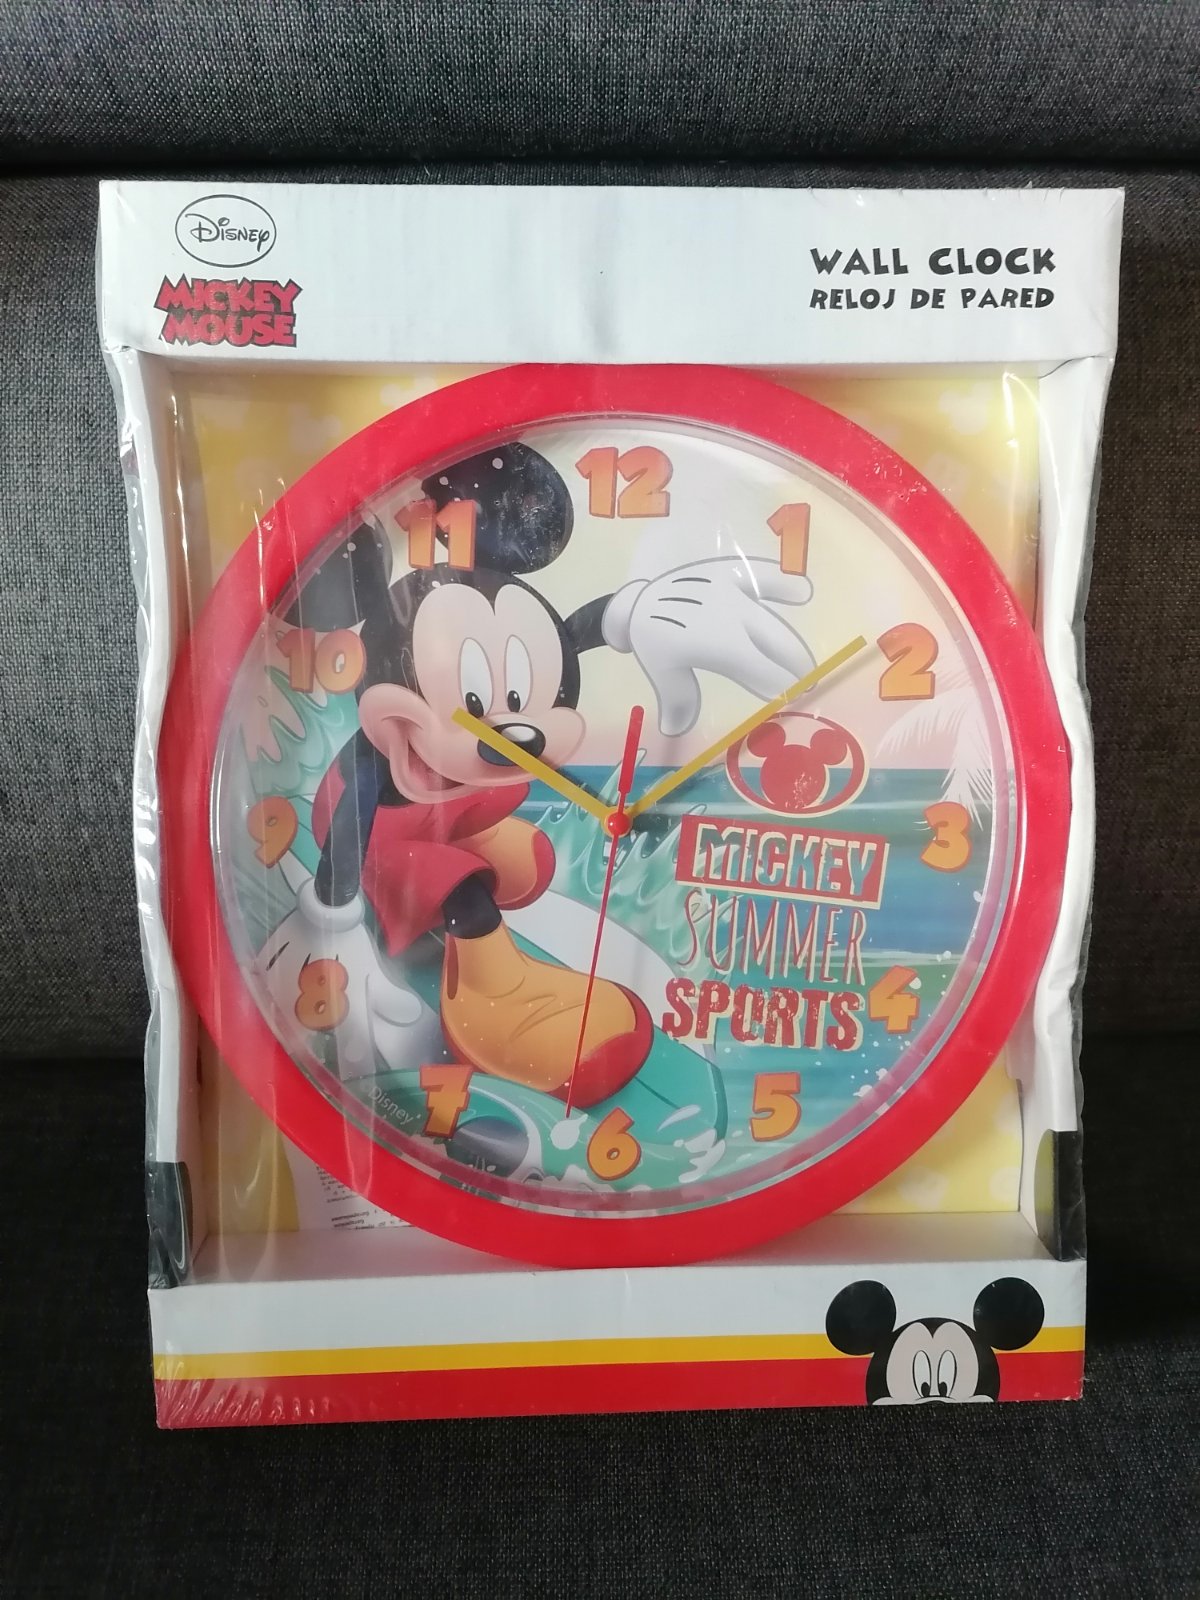 Disney
MICKEY
MOUSE
WALL CLOCK
RELOJ DE PARED
12
11
1
10
2
9
3
MICKEY
SUMMER
SPORTS
8
4
7
5
6
Disney